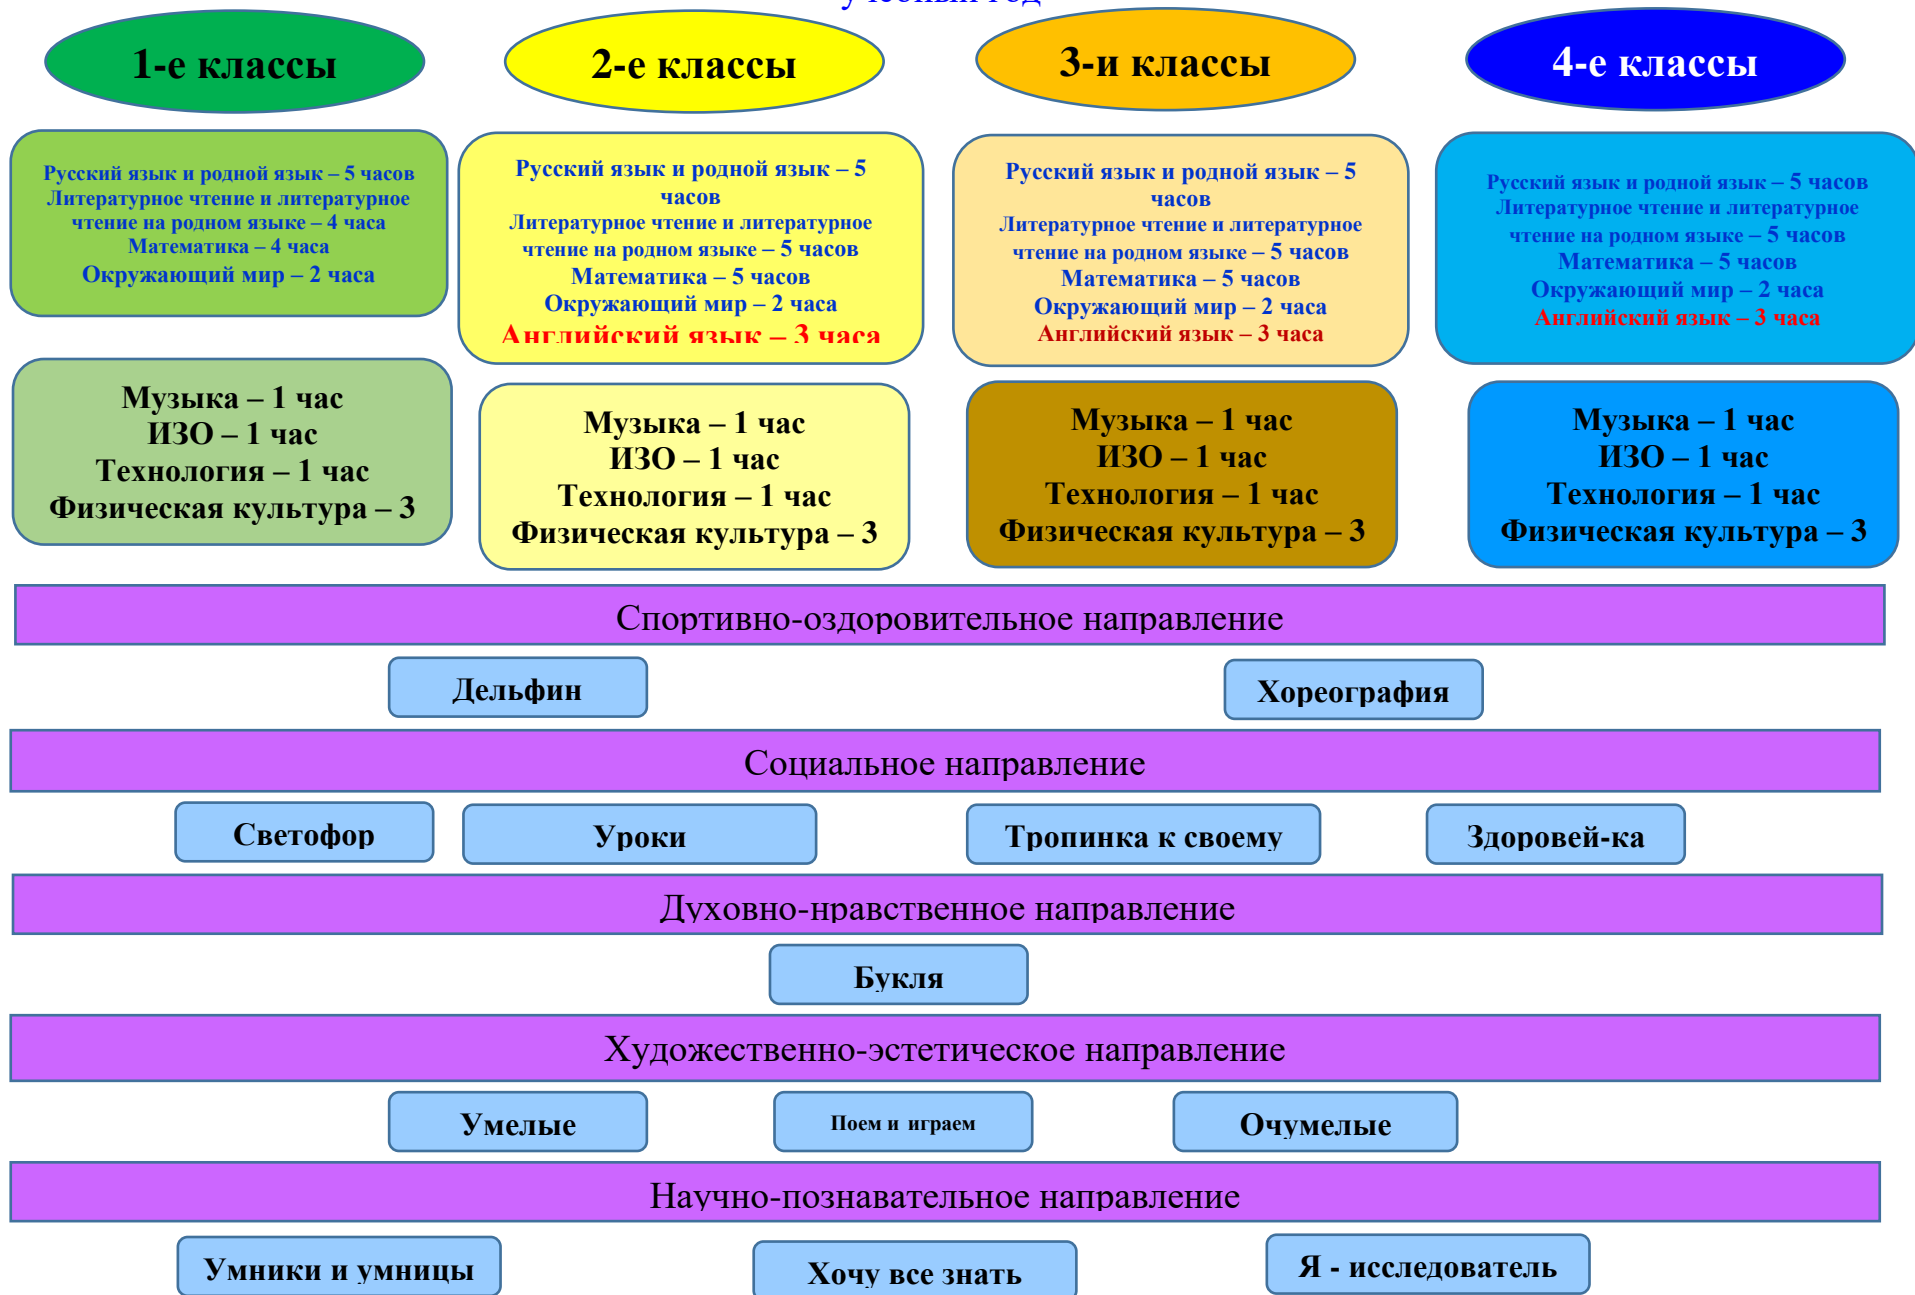 учебный год
1-е классы
2-е классы
3-и классы
4-е классы
Русский язык и родной язык – 5 часов
Литературное чтение и литературное
чтение на родном языке – 4 часа
Математика – 4 часа
Окружающий мир – 2 часа
Русский язык и родной язык – 5
часов
Литературное чтение и литературное
чтение на родном языке – 5 часов
Математика – 5 часов
Окружающий мир – 2 часа
Английский язык – 3 часа
Русский язык и родной язык – 5
часов
Литературное чтение и литературное
чтение на родном языке – 5 часов
Математика – 5 часов
Окружающий мир – 2 часа
Английский язык – 3 часа
Русский язык и родной язык – 5 часов
Литературное чтение и литературное
чтение на родном языке – 5 часов
Математика – 5 часов
Окружающий мир – 2 часа
Английский язык – 3 часа
Музыка – 1 час
ИЗО – 1 час
Технология – 1 час
Физическая культура – 3
Музыка – 1 час
ИЗО – 1 час
Технология – 1 час
Физическая культура – 3
Музыка – 1 час
ИЗО – 1 час
Технология – 1 час
Физическая культура – 3
Музыка – 1 час
ИЗО – 1 час
Технология – 1 час
Физическая культура – 3
Спортивно-оздоровительное направление
Дельфин
Хореография
Социальное направление
Светофор
Уроки
Тропинка к своему
Здоровей-ка
Духовно-нравственное направление
Букля
Художественно-эстетическое направление
Умелые
Поем и играем
Очумелые
Научно-познавательное направление
Умники и умницы
Хочу все знать
Я - исследователь